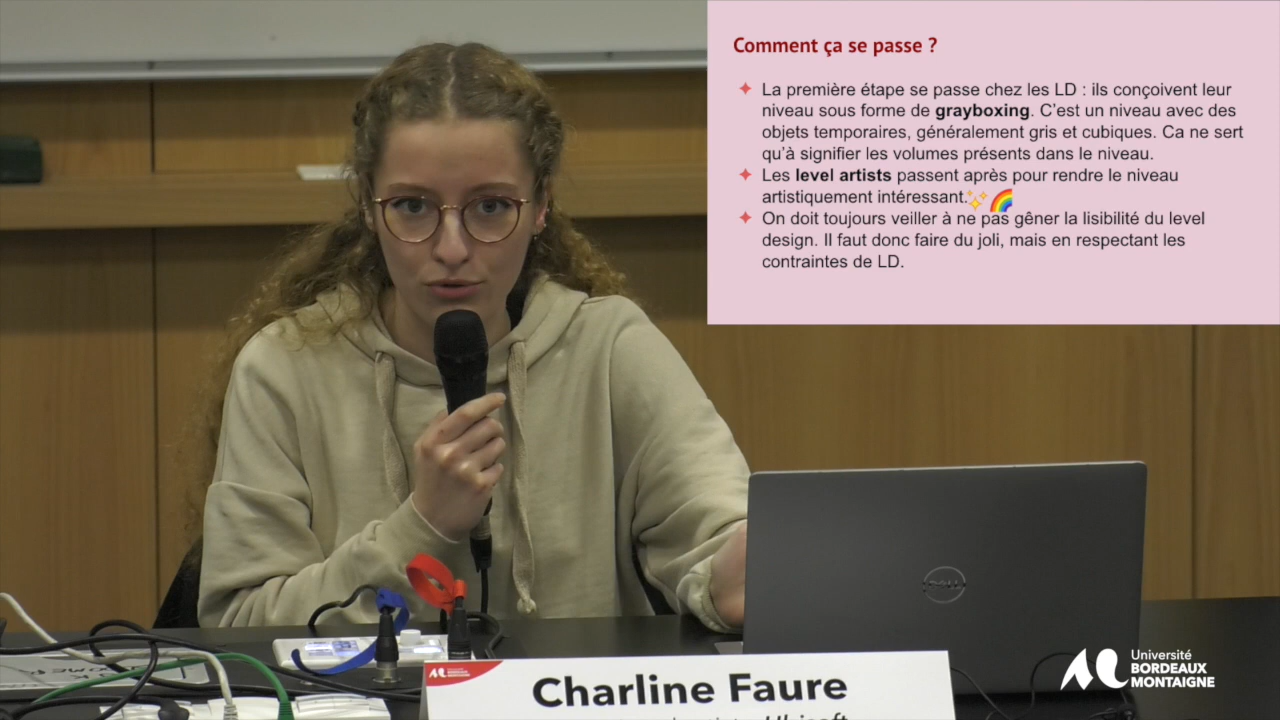 Comment ça se passe ?
✦ La première étape se passe chez les LD : ils conçoivent leur
niveau sous forme de grayboxing. C'est un niveau avec des
objets temporaires, généralement gris et cubiques. Ca ne sert
qu'à signifier les volumes présents dans le niveau.
✦ Les level artists passent après pour rendre le niveau
artistiquement intéressant.✨🌈
✦ On doit toujours veiller à ne pas gêner la lisibilité du level
design. Il faut donc faire du joli, mais en respectant les
contraintes de LD.
DELL
Université
BORDEAUX
MONTAIGNE
Charline Faure
Ubisoft
Université
BORDEAUX
MONTAIGNE